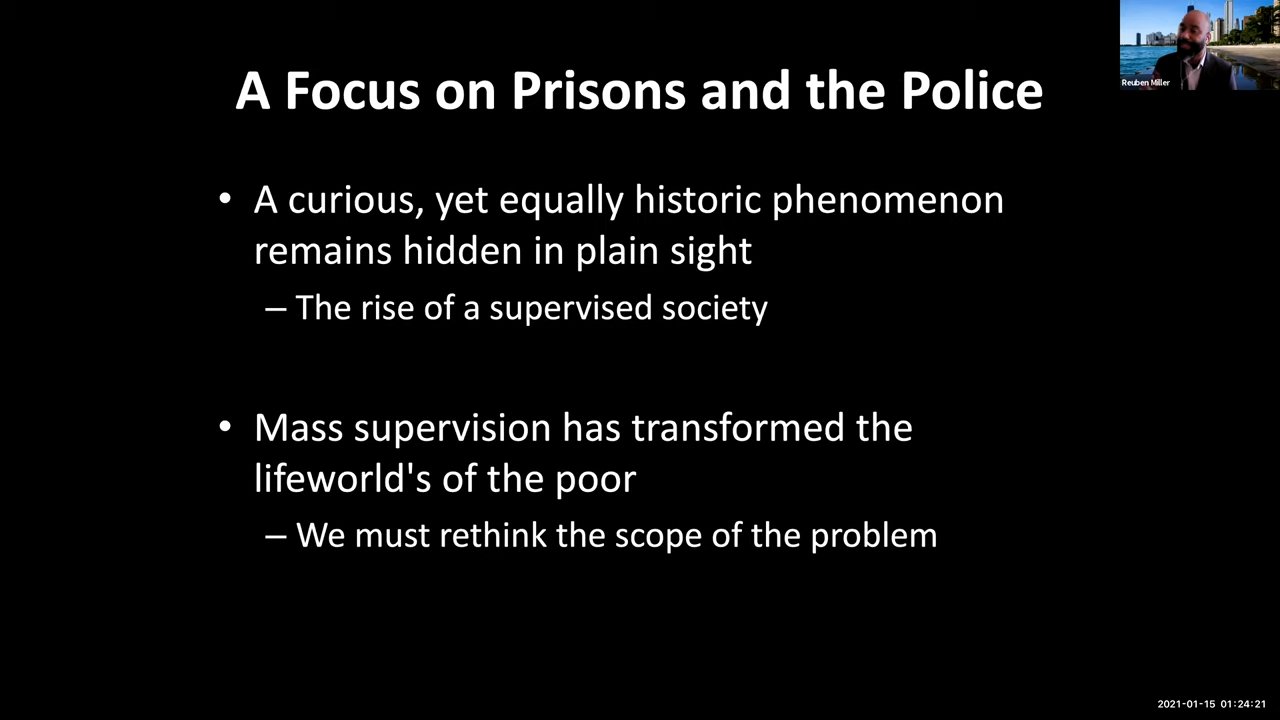 A Focus on Prisons and the Police
Reuben Miller
• A curious, yet equally historic phenomenon
remains hidden in plain sight
– The rise of a supervised society
• Mass supervision has transformed the
lifeworld's of the poor
– We must rethink the scope of the problem
2021-01-15 01:24:21